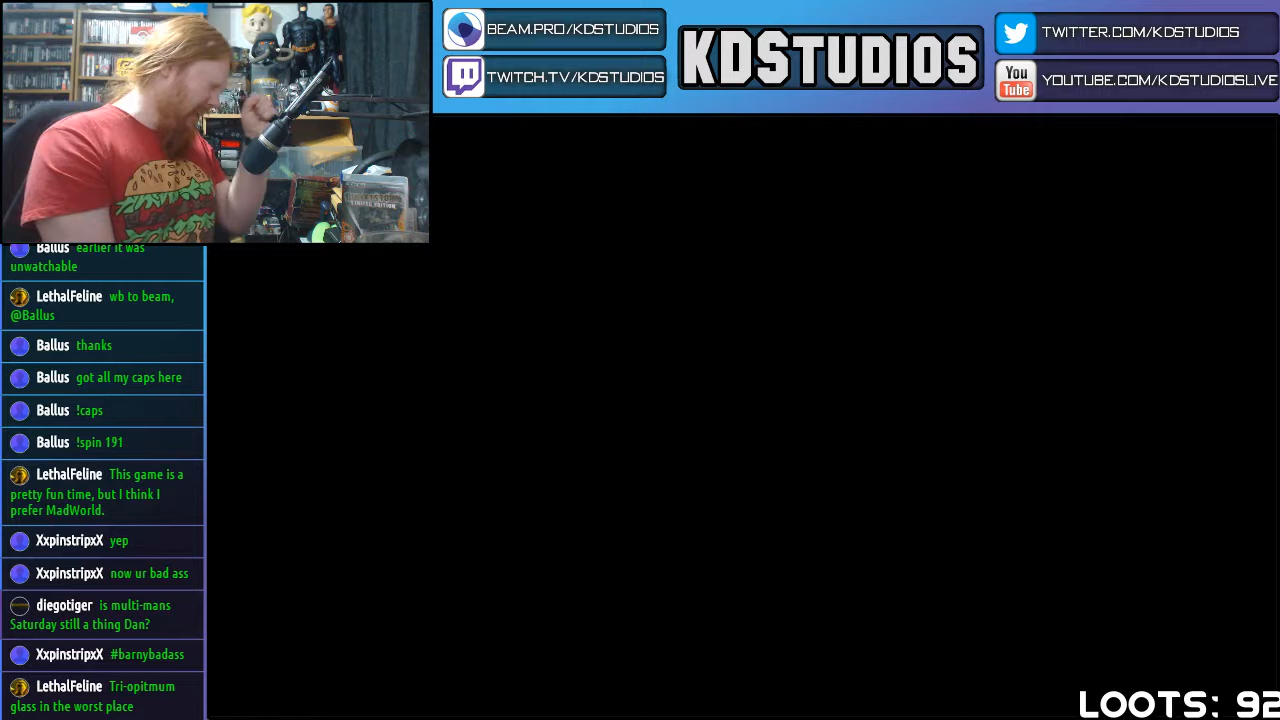 BEAM.PRO/KDSTUDIOS
TWITCH.TV/KDSTUDIOS
KDSTUDIOS
TWITTER.COM/KDSTUDIOS
You
Tube
YOUTUBE.COM/KDSTUDIOSLIVE
Ballus earlier it was
unwatchable
LethalFeline wb to beam,
@Ballus
Ballus thanks
Ballus got all my caps here
Ballus !caps
Ballus !spin 191
LethalFeline This game is a
pretty fun time, but I think I
prefer MadWorld.
XxpinstripxX yep
XxpinstripxX now ur bad ass
diegotiger is multi-mans
Saturday still a thing Dan?
XxpinstripxX #barnybadass
LethalFeline Tri-opitmum
glass in the worst place
LOOTS: 92